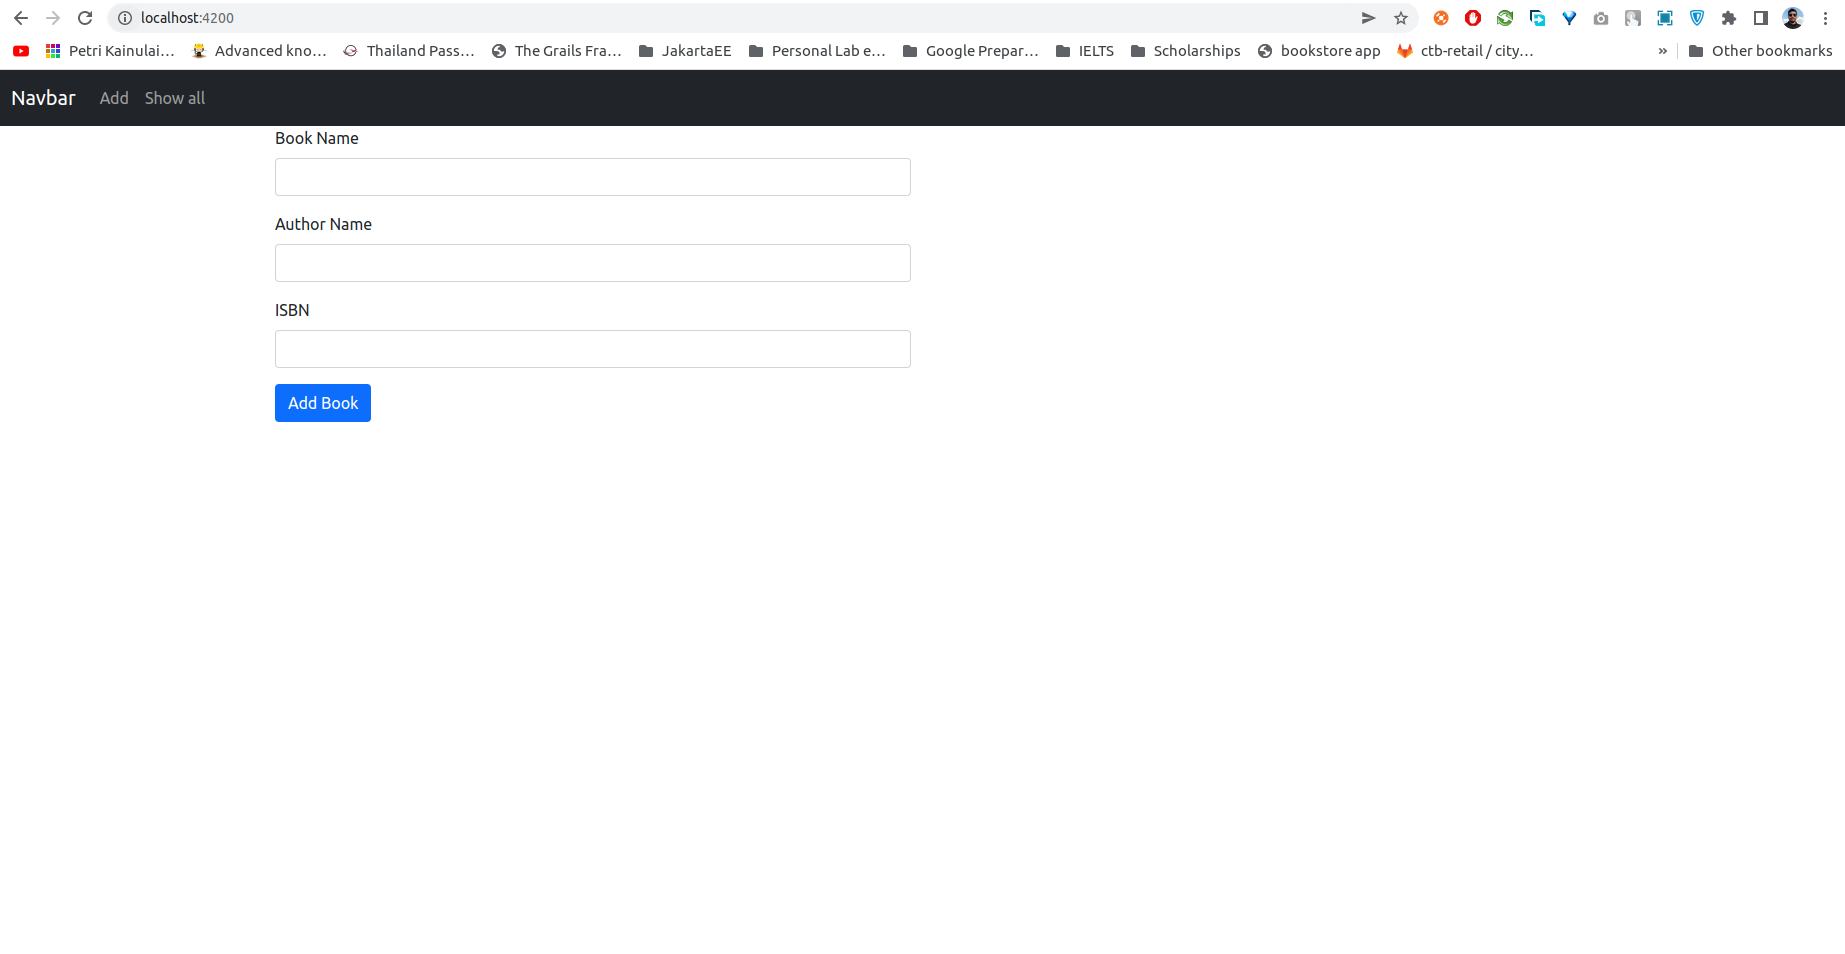 localhost:4200
Petri Kainulai… Advanced kno… Thailand Pass… The Grails Fra… JakartaEE Personal Lab e… Google Prepar… IELTS Scholarships bookstore app ctb-retail / city… » Other bookmarks
Navbar Add Show all
Book Name
Author Name
ISBN
Add Book